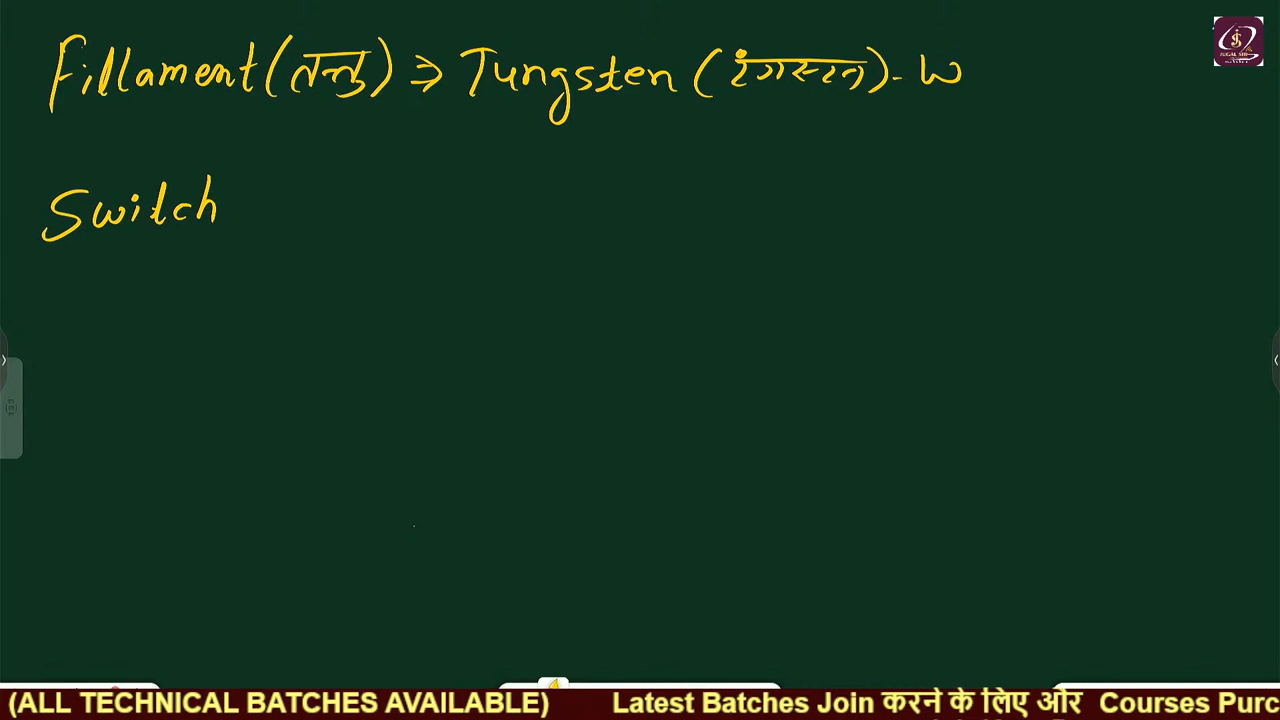 Fillament (तन्तु) ⇒ Tungsten (टंगस्टन) - W
Switch
(ALL TECHNICAL BATCHES AVAILABLE) Latest Batches Join करने के लिए और Courses Purc